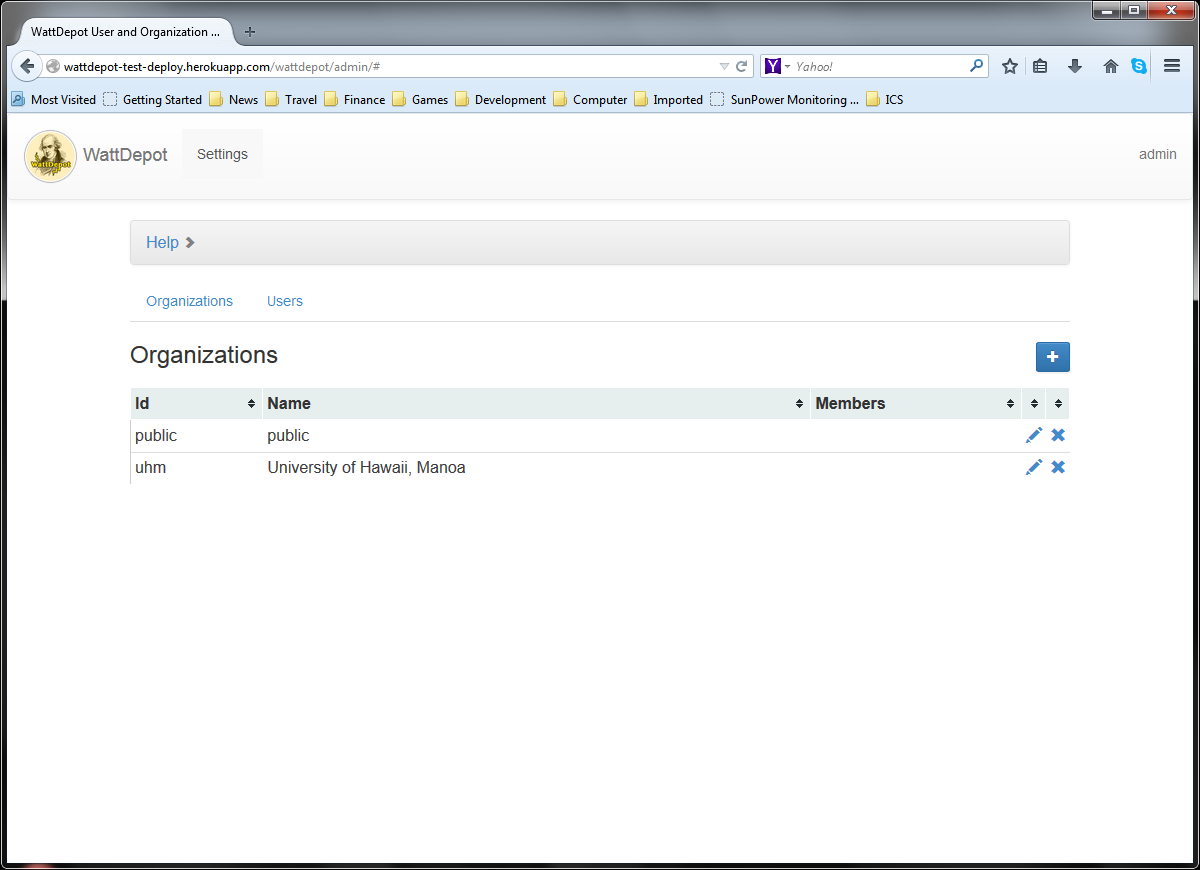 WattDepot User and Organization ...
wattdepot-test-deploy.herokuapp.com/wattdepot/admin/#
Yahoo!
Most Visited Getting Started News Travel Finance Games Development Computer Imported SunPower Monitoring ... ICS
WattDepot
WattDepot Settings admin
Help
Organizations Users
Organizations
Id Name Members
public public
uhm University of Hawaii, Manoa